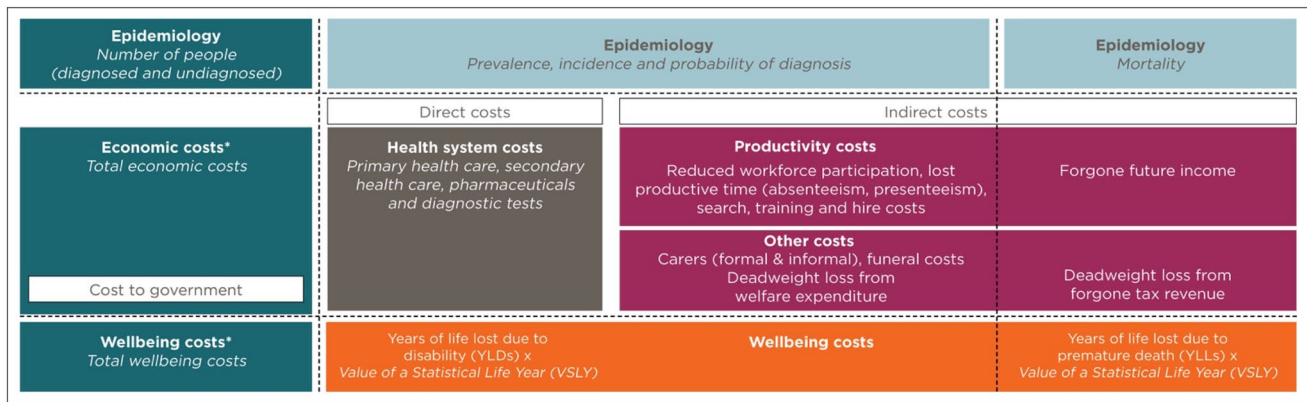 Epidemiology
Number of people
(diagnosed and undiagnosed)
Epidemiology
Prevalence, incidence and probability of diagnosis
Epidemiology
Mortality
Direct costs
Indirect costs
Economic costs*
Total economic costs
Cost to government
Health system costs
Primary health care, secondary
health care, pharmaceuticals
and diagnostic tests
Productivity costs
Reduced workforce participation, lost
productive time (absenteeism, presenteeism),
search, training and hire costs
Forgone future income
Other costs
Carers (formal & informal), funeral costs
Deadweight loss from
welfare expenditure
Deadweight loss from
forgone tax revenue
Wellbeing costs*
Total wellbeing costs
Years of life lost due to
disability (YLDs) x
Value of a Statistical Life Year (VSLY)
Wellbeing costs
Years of life lost due to
premature death (YLLs) x
Value of a Statistical Life Year (VSLY)